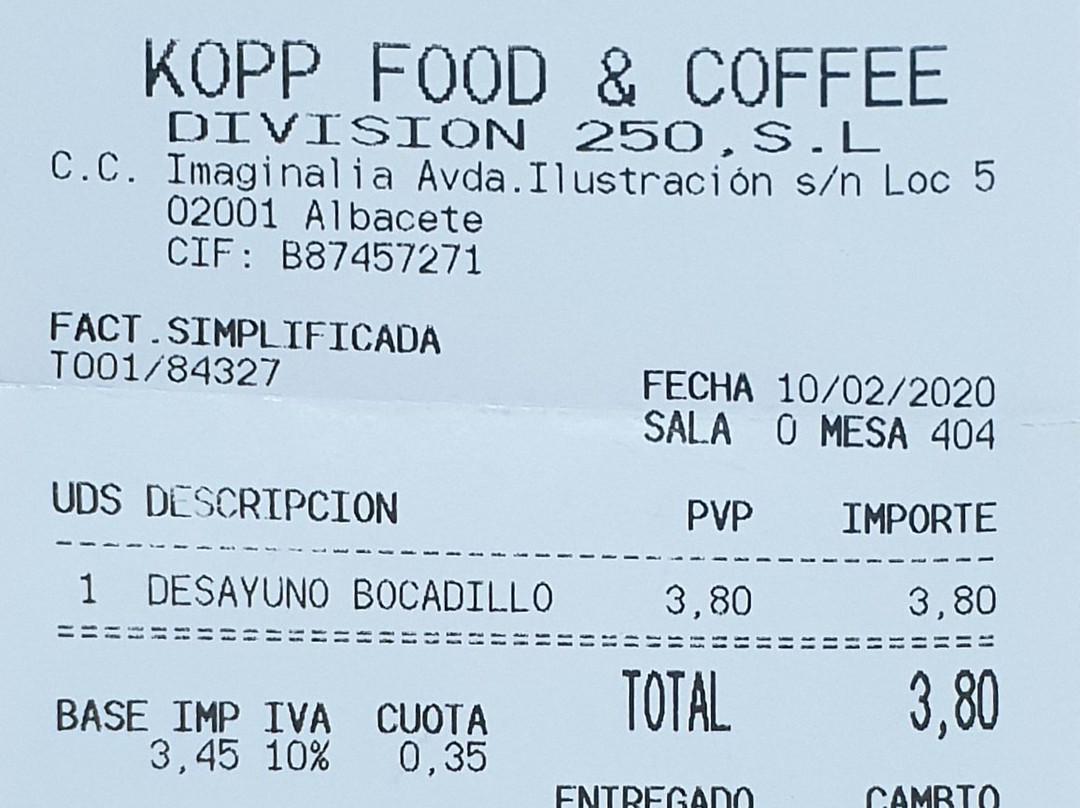 KOPP FOOD & COFFEE
DIVISION 250,S.L
C.C. Imaginalia Avda.Ilustración s/n Loc 5
02001 Albacete
CIF: B87457271
FACT.SIMPLIFICADA
T001/84327
FECHA 10/02/2020
SALA 0 MESA 404
UDS DESCRIPCION PVP IMPORTE
1 DESAYUNO BOCADILLO 3,80 3,80
TOTAL 3,80
BASE IMP IVA CUOTA
3,45 10% 0,35
ENTREGADO CAMBIO